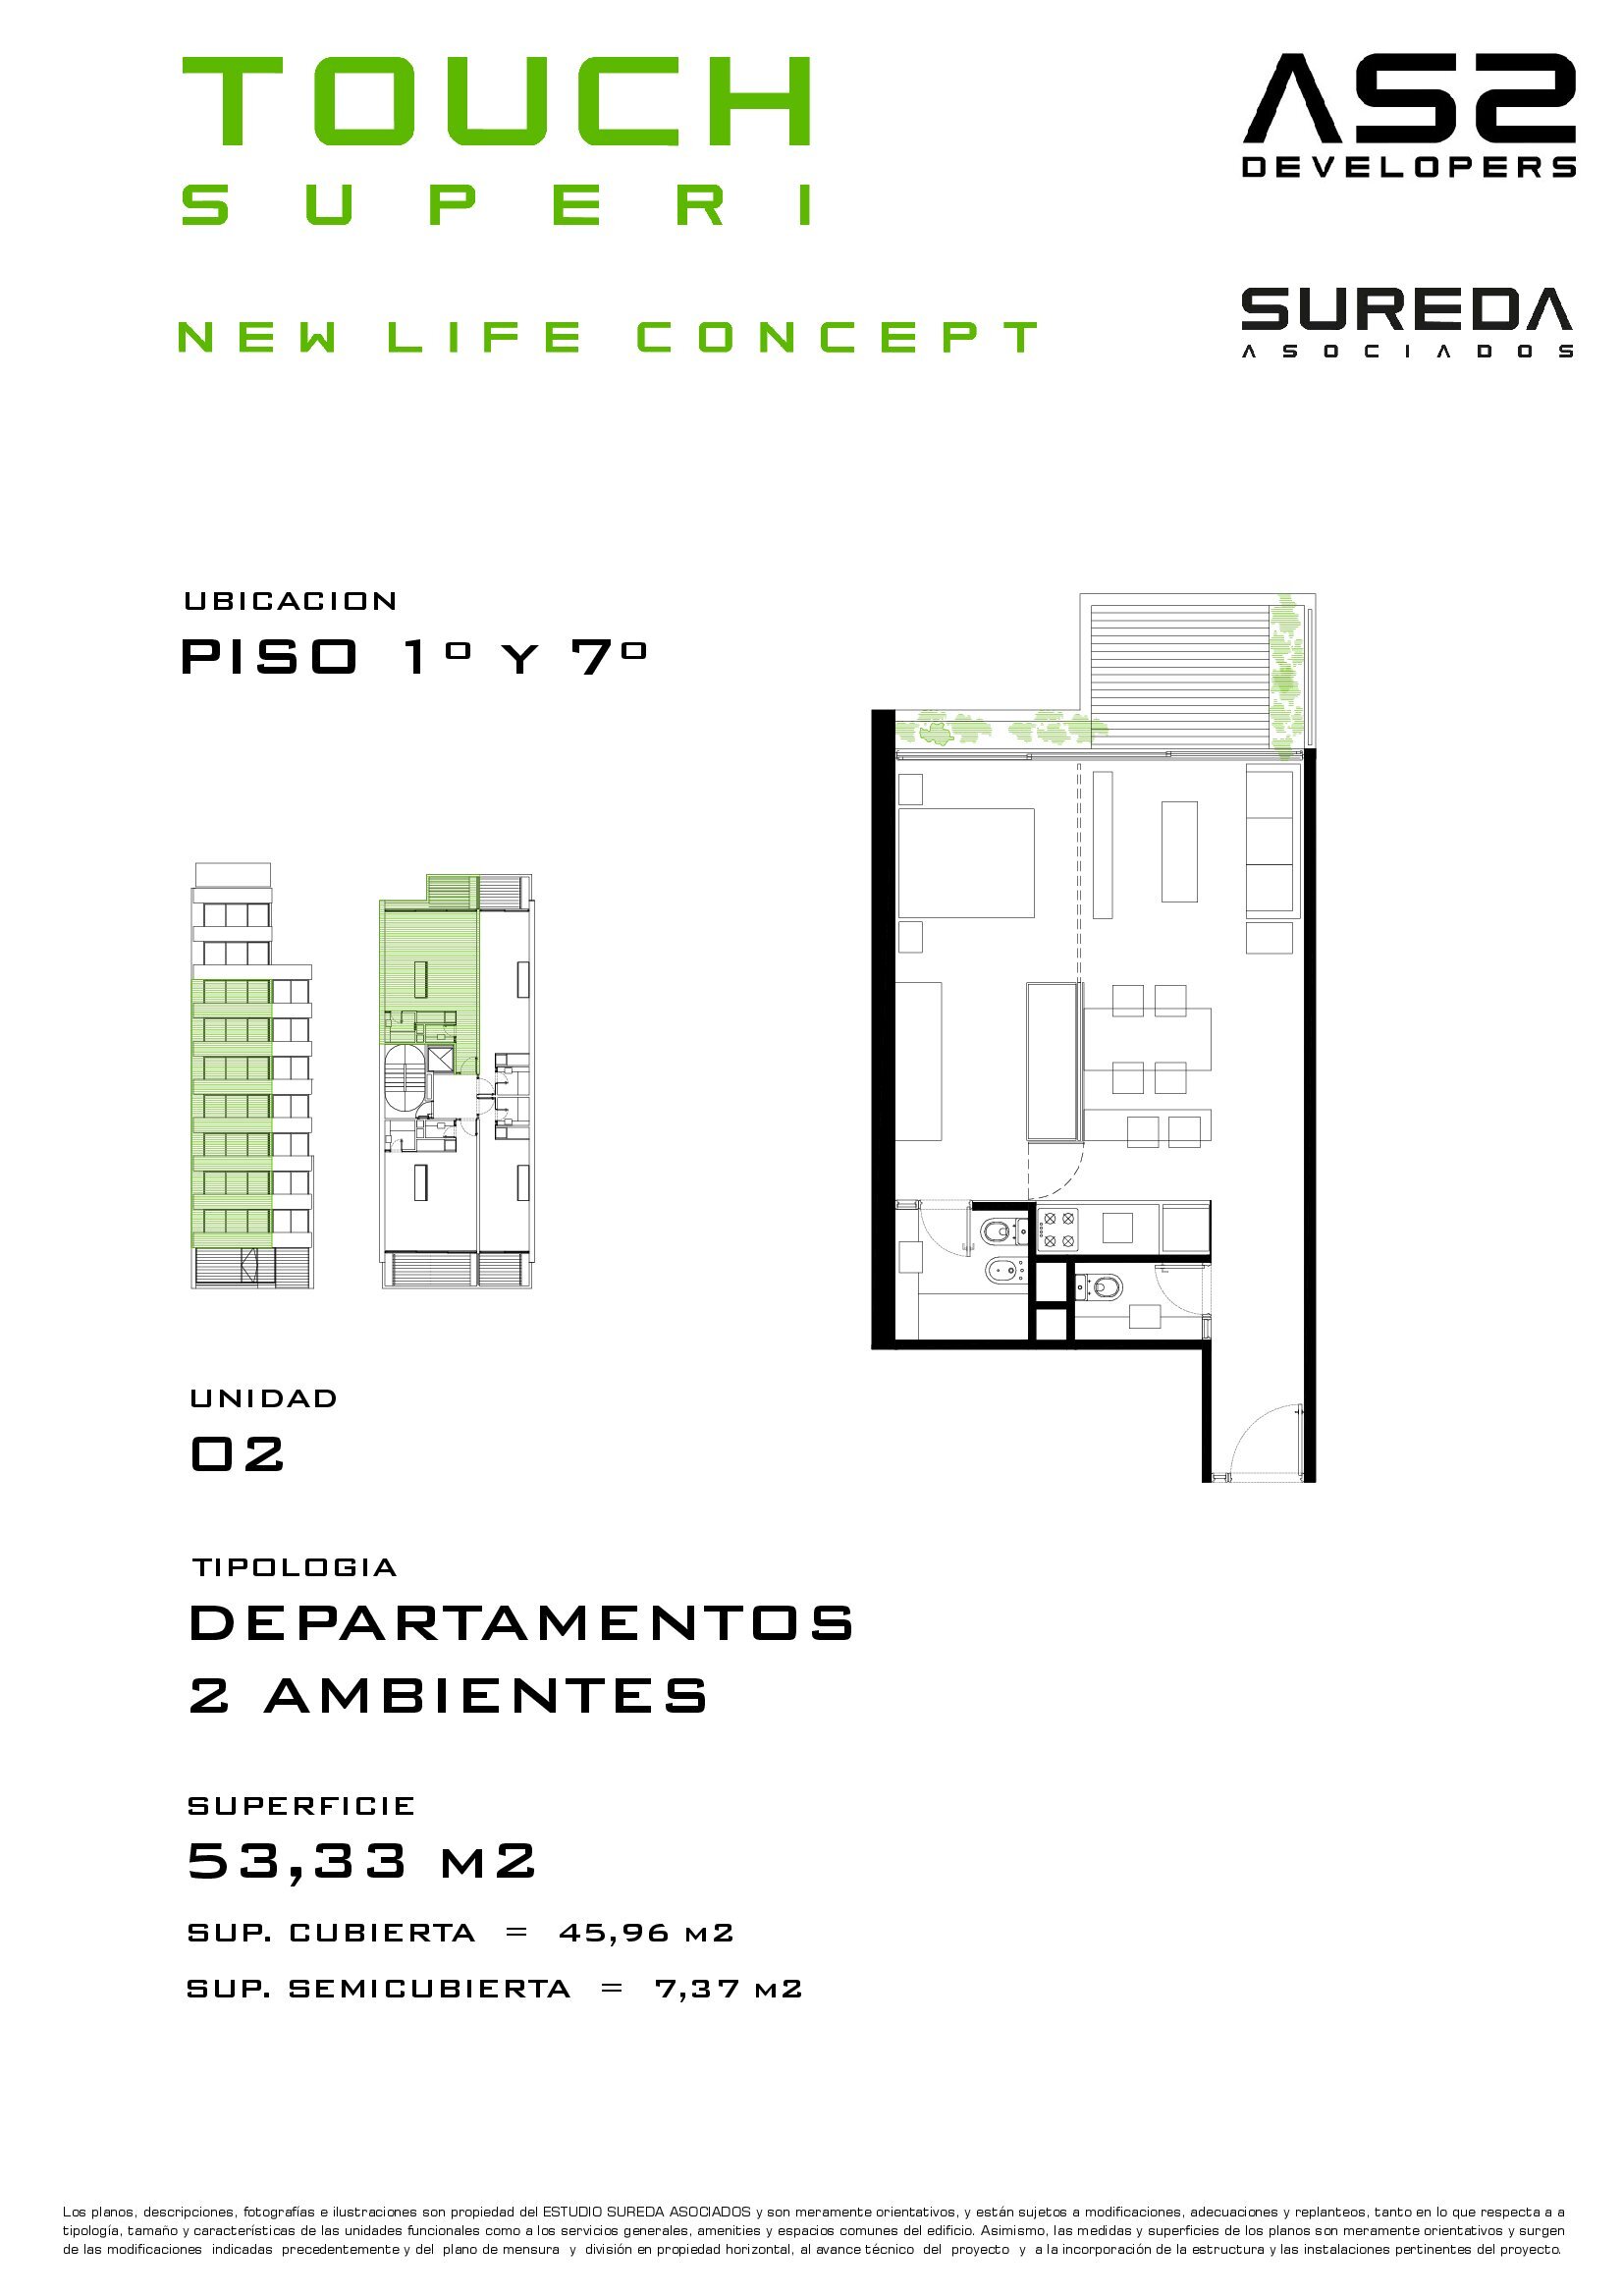 TOUCH
SUPERI
NEW LIFE CONCEPT
AS2
DEVELOPERS
SUREDA
ASOCIADOS
UBICACION
PISO 1º Y 7º
UNIDAD
02
TIPOLOGIA
DEPARTAMENTOS
2 AMBIENTES
SUPERFICIE
53,33 M2
SUP. CUBIERTA = 45,96 M2
SUP. SEMICUBIERTA = 7,37 M2
Los planos, descripciones, fotografías e ilustraciones son propiedad del ESTUDIO SUREDA ASOCIADOS y son meramente orientativos, y están sujetos a modificaciones, adecuaciones y replanteos, tanto en lo que respecta a a
tipología, tamaño y características de las unidades funcionales como a los servicios generales, amenities y espacios comunes del edificio. Asimismo, las medidas y superficies de los planos son meramente orientativos y surgen
de las modificaciones indicadas precedentemente y del plano de mensura y división en propiedad horizontal, al avance técnico del proyecto y a la incorporación de la estructura y las instalaciones pertinentes del proyecto.